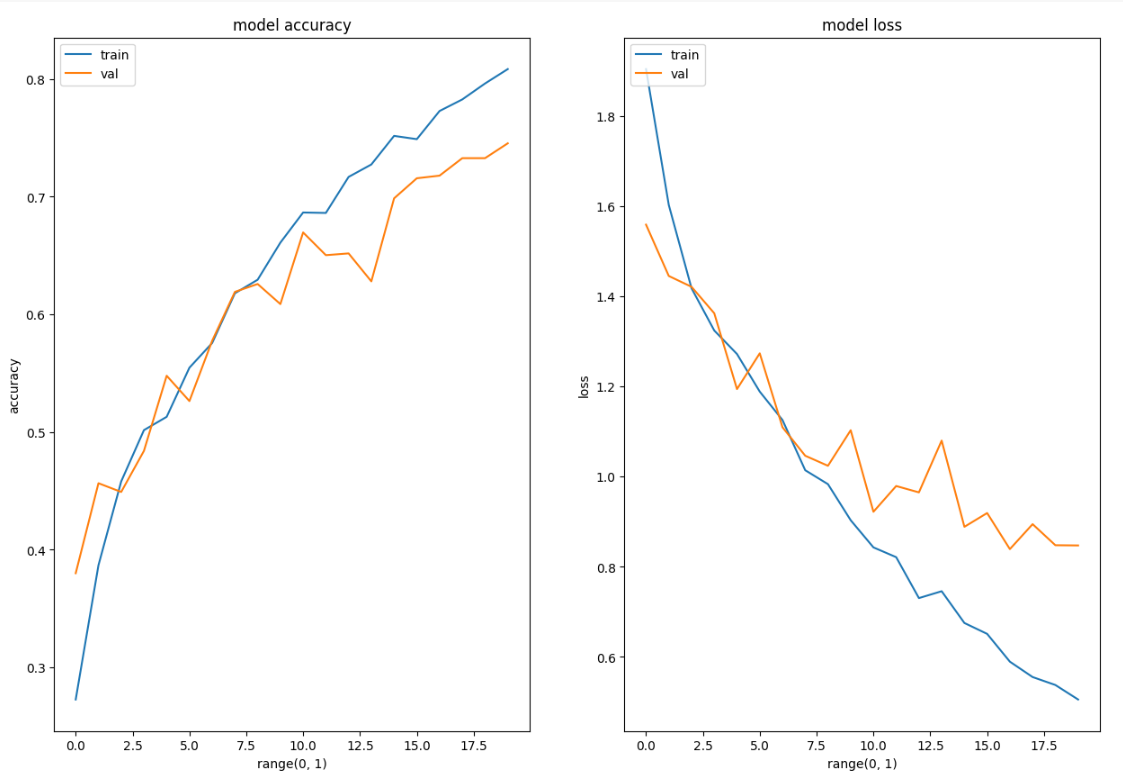 model accuracy
train
val
0.8
0.7
0.6
0.5
0.4
0.3
accuracy
0.0 2.5 5.0 7.5 10.0 12.5 15.0 17.5
range(0, 1)
model loss
train
val
1.8
1.6
1.4
1.2
1.0
0.8
0.6
loss
0.0 2.5 5.0 7.5 10.0 12.5 15.0 17.5
range(0, 1)